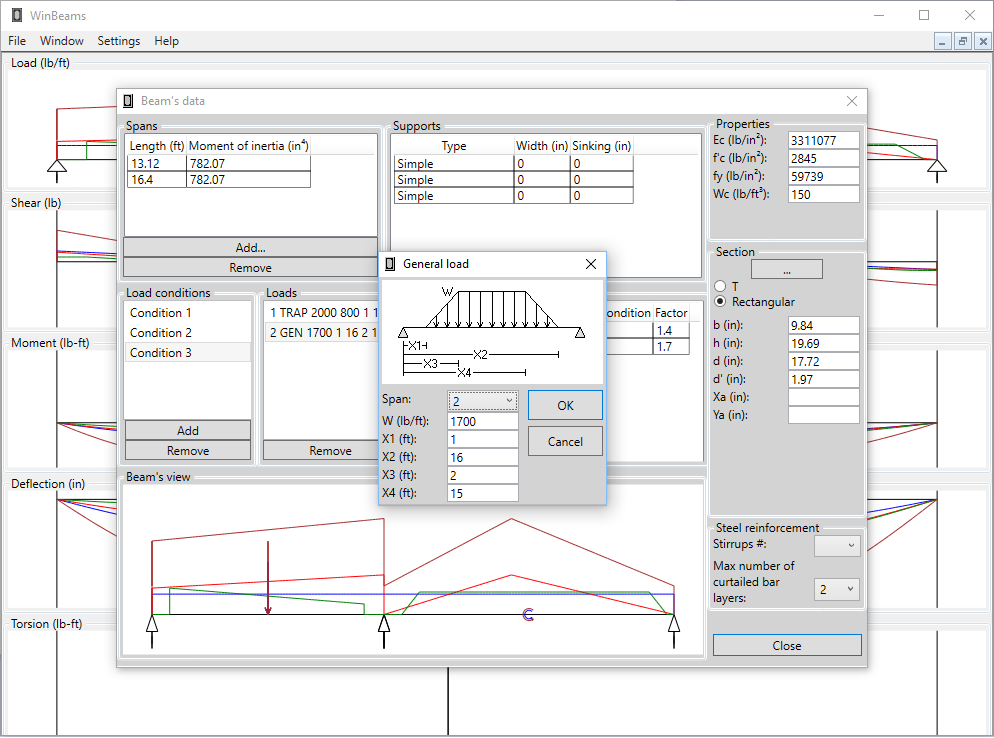 WinBeams
File Window Settings Help
Load (lb/ft)
Shear (lb)
Moment (lb-ft)
Deflection (in)
Torsion (lb-ft)
Beam's data
Spans
Length (ft) Moment of inertia (in⁴)
13.12 782.07
16.4 782.07
Add...
Remove
Supports
Type Width (in) Sinking (in)
Simple 0 0
Simple 0 0
Simple 0 0
Properties
Ec (lb/in²): 3311077
f'c (lb/in²): 2845
fy (lb/in²): 59739
Wc (lb/ft³): 150
Load conditions
Condition 1
Condition 2
Condition 3
Add
Remove
Loads
1 TRAP 2000 800 1 1
2 GEN 1700 1 16 2 1
Remove
ondition Factor
1.4
1.7
General load
W
X1
X2
X3
X4
Span: 2
W (lb/ft): 1700
X1 (ft): 1
X2 (ft): 16
X3 (ft): 2
X4 (ft): 15
OK
Cancel
Section
...
T
Rectangular
b (in): 9.84
h (in): 19.69
d (in): 17.72
d' (in): 1.97
Xa (in):
Ya (in):
Beam's view
Steel reinforcement
Stirrups #:
Max number of
curtailed bar
layers: 2
Close